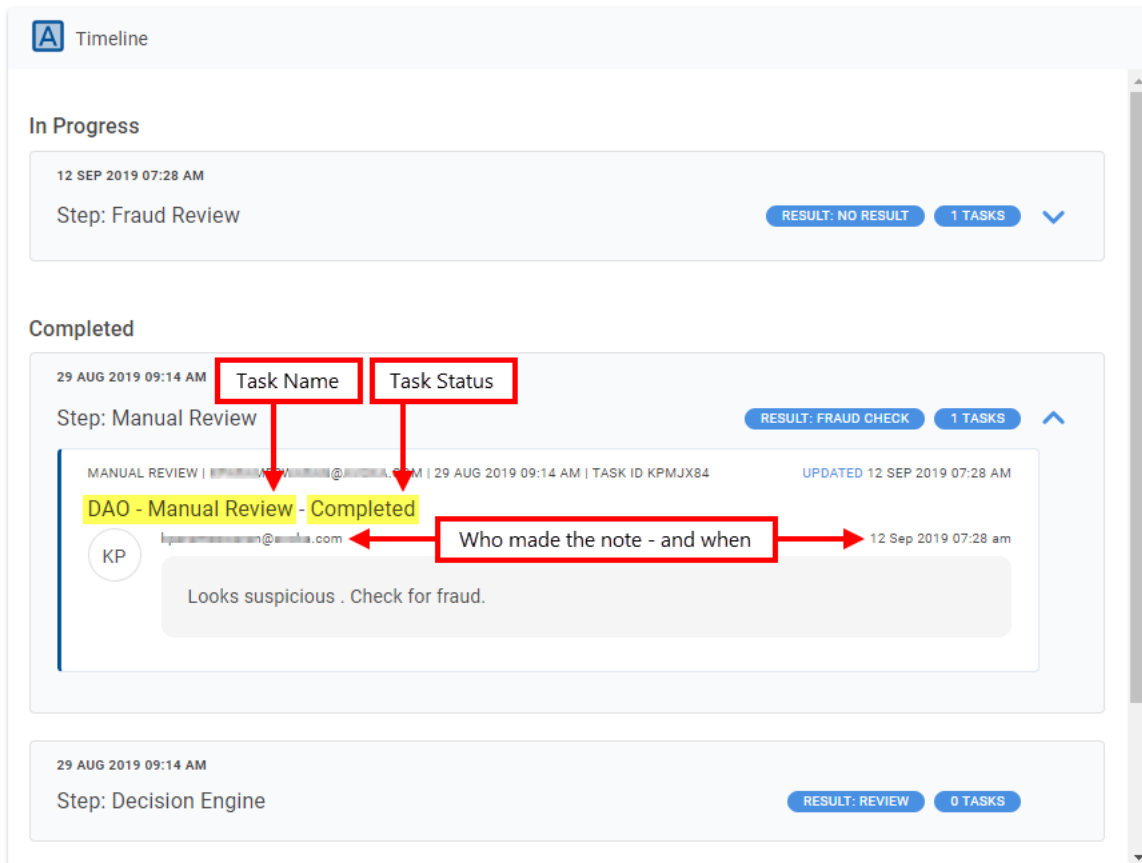 A Timeline
In Progress
12 SEP 2019 07:28 AM
Step: Fraud Review
RESULT: NO RESULT 1 TASKS
Completed
29 AUG 2019 09:14 AM Task Name Task Status
Step: Manual Review
RESULT: FRAUD CHECK 1 TASKS
MANUAL REVIEW | | 29 AUG 2019 09:14 AM | TASK ID KPMJX84 UPDATED 12 SEP 2019 07:28 AM
DAO - Manual Review - Completed
KP
.com Who made the note - and when 12 Sep 2019 07:28 am
Looks suspicious . Check for fraud.
29 AUG 2019 09:14 AM
Step: Decision Engine
RESULT: REVIEW 0 TASKS